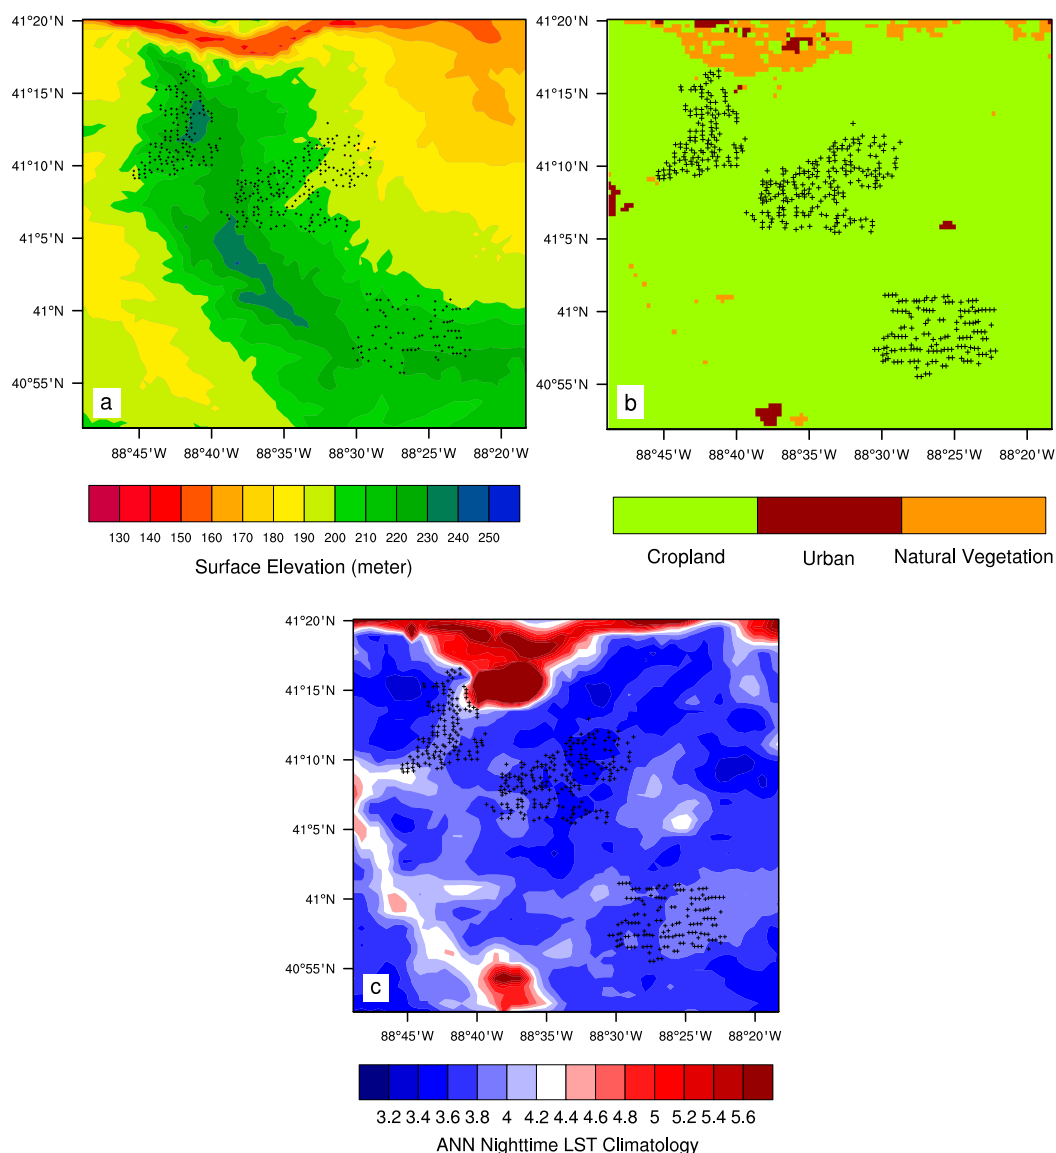 41°20'N
41°15'N
41°10'N
41°5'N
41°N
40°55'N
a
88°45'W 88°40'W 88°35'W 88°30'W 88°25'W 88°20'W
130 140 150 160 170 180 190 200 210 220 230 240 250
Surface Elevation (meter)
41°20'N
41°15'N
41°10'N
41°5'N
41°N
40°55'N
b
88°45'W 88°40'W 88°35'W 88°30'W 88°25'W 88°20'W
Cropland Urban Natural Vegetation
41°20'N
41°15'N
41°10'N
41°5'N
41°N
40°55'N
c
88°45'W 88°40'W 88°35'W 88°30'W 88°25'W 88°20'W
3.2 3.4 3.6 3.8 4 4.2 4.4 4.6 4.8 5 5.2 5.4 5.6
ANN Nighttime LST Climatology